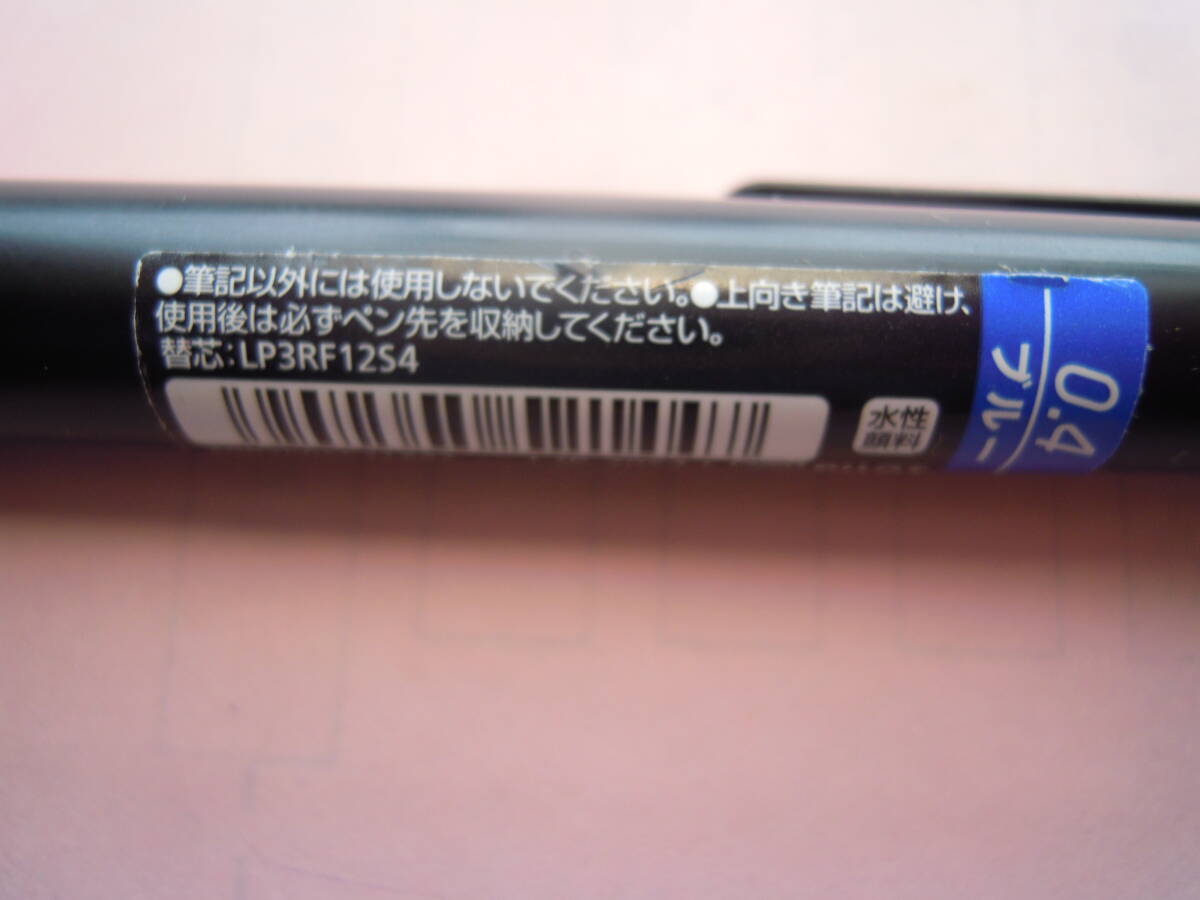 ●筆記以外には使用しないでください。●上向き筆記は避け、
使用後は必ずペン先を収納してください。
替芯:LP3RF12S4
水性
顔料
0.4
ブルー